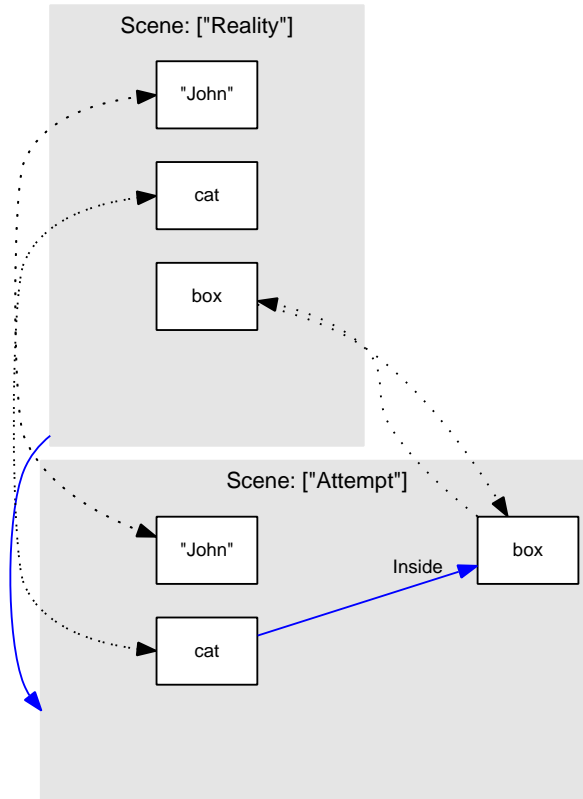 Scene: ["Reality"]
"John"
cat
box
Scene: ["Attempt"]
"John"
box
Inside
cat